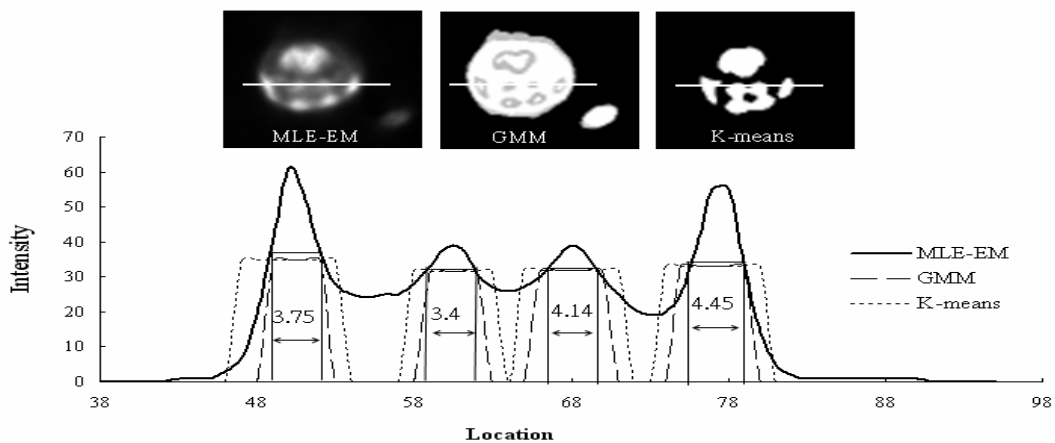 MLE-EM GMM K-means
70
60
50
40
30
20
10
0
Intensity
3.75 3.4 4.14 4.45
MLE-EM
GMM
K-means
38 48 58 68 78 88 98
Location